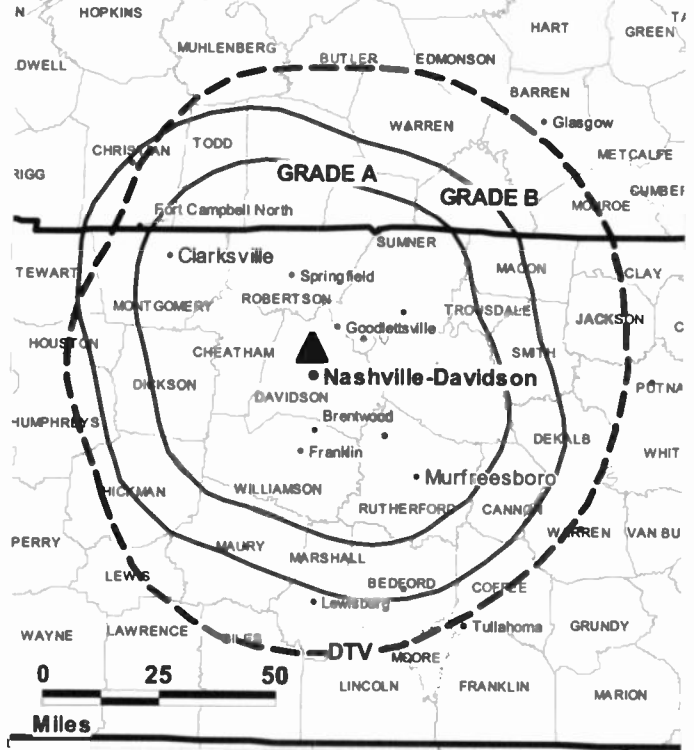 N
HOPKINS
HART
GREEN
MUHLENBERG
BUTLER
EDMONSON
DWELL
BARREN
Glasgow
WARREN
CHRISTIAN
TODD
METCALFE
RIGG
GRADE A
GRADE B
CUMBER
MONROE
Fort Campbell North
SUMNER
Clarksville
MACON
CLAY
TEWART
Springfield
ROBERTSON
MONTGOMERY
TROUSDALE
JACKSON
Goodlettsville
HOUSTON
CHEATHAM
SMITH
Nashville-Davidson
DICKSON
PUTNA
DAVIDSON
Brentwood
HUMPHREYS
DEKALB
Franklin
WHIT
Murfreesboro
HICKMAN
WILLIAMSON
RUTHERFORD
CANNON
PERRY
MAURY
WARREN
VAN BU
MARSHALL
LEWIS
BEDFORD
COFFEE
Lewisburg
WAYNE
LAWRENCE
GILES
Tullahoma
GRUNDY
DTV
MOORE
0 25 50
LINCOLN
FRANKLIN
MARION
Miles